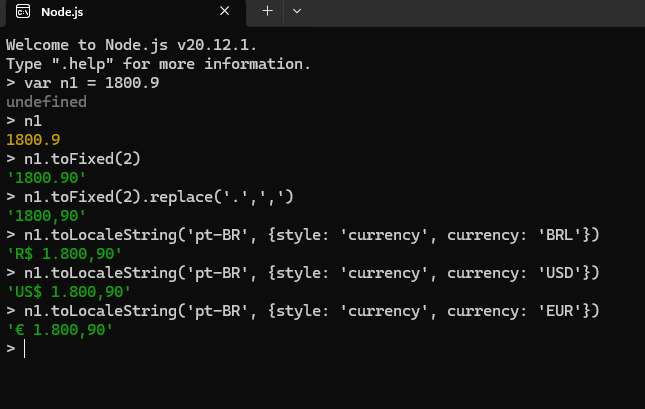 Node.js
Welcome to Node.js v20.12.1.
Type ".help" for more information.
> var n1 = 1800.9
undefined
> n1
1800.9
> n1.toFixed(2)
'1800.90'
> n1.toFixed(2).replace('.',',')
'1800,90'
> n1.toLocaleString('pt-BR', {style: 'currency', currency: 'BRL'})
'R$ 1.800,90'
> n1.toLocaleString('pt-BR', {style: 'currency', currency: 'USD'})
'US$ 1.800,90'
> n1.toLocaleString('pt-BR', {style: 'currency', currency: 'EUR'})
'€ 1.800,90'
>